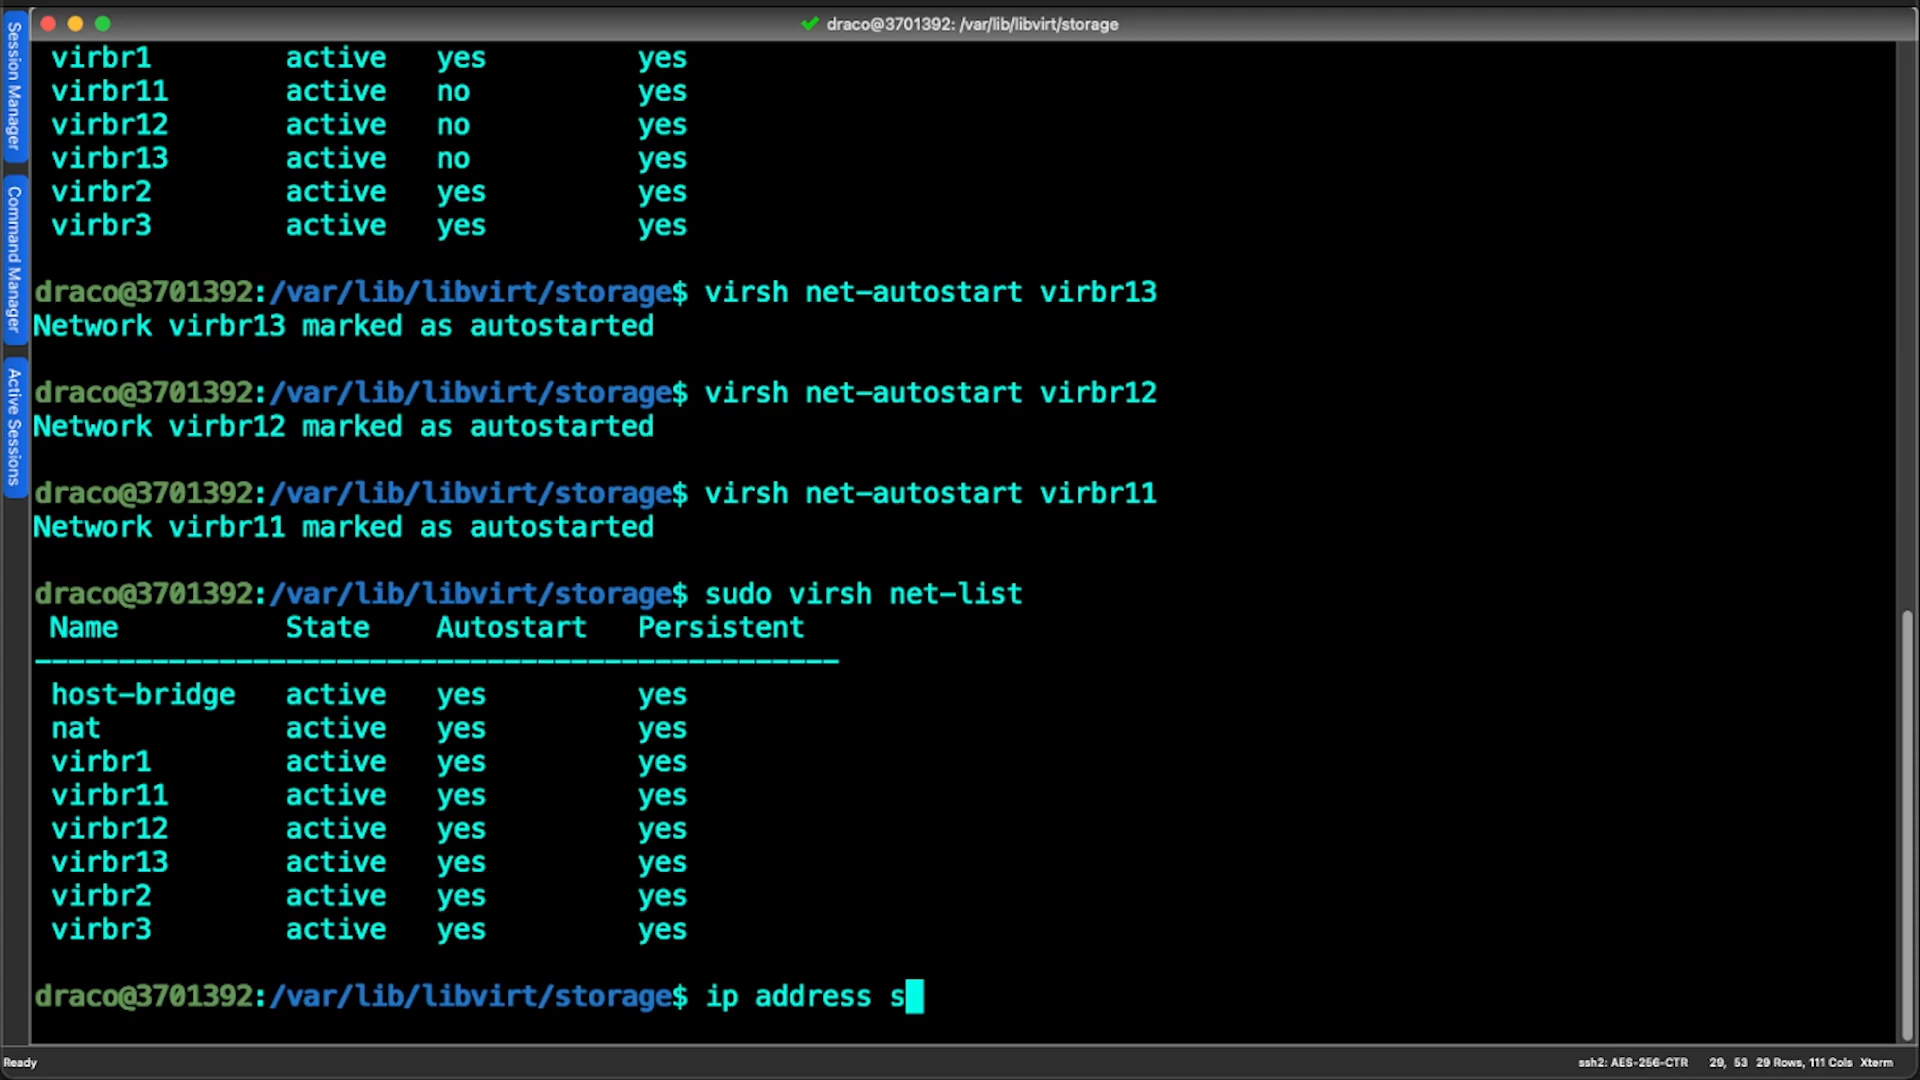 draco@3701392: /var/lib/libvirt/storage
Session Manager
Command Manager
Active Sessions
virbr1 active yes yes
virbr11 active no yes
virbr12 active no yes
virbr13 active no yes
virbr2 active yes yes
virbr3 active yes yes
draco@3701392:/var/lib/libvirt/storage$ virsh net-autostart virbr13
Network virbr13 marked as autostarted
draco@3701392:/var/lib/libvirt/storage$ virsh net-autostart virbr12
Network virbr12 marked as autostarted
draco@3701392:/var/lib/libvirt/storage$ virsh net-autostart virbr11
Network virbr11 marked as autostarted
draco@3701392:/var/lib/libvirt/storage$ sudo virsh net-list
Name State Autostart Persistent
host-bridge active yes yes
nat active yes yes
virbr1 active yes yes
virbr11 active yes yes
virbr12 active yes yes
virbr13 active yes yes
virbr2 active yes yes
virbr3 active yes yes
draco@3701392:/var/lib/libvirt/storage$ ip address s
Ready ssh2: AES-256-CTR 29, 53 29 Rows, 111 Cols Xterm